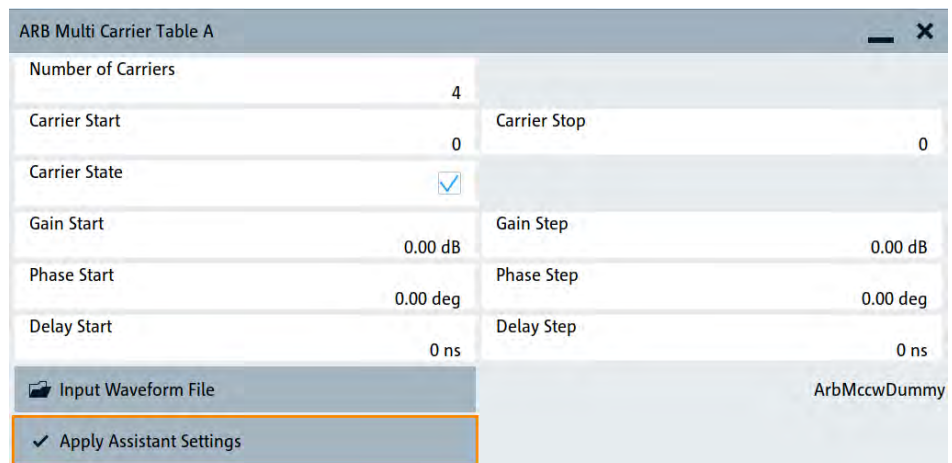 ARB Multi Carrier Table A
Number of Carriers
4
Carrier Start
0
Carrier Stop
0
Carrier State
Gain Start
0.00 dB
Gain Step
0.00 dB
Phase Start
0.00 deg
Phase Step
0.00 deg
Delay Start
0 ns
Delay Step
0 ns
Input Waveform File
ArbMccwDummy
Apply Assistant Settings